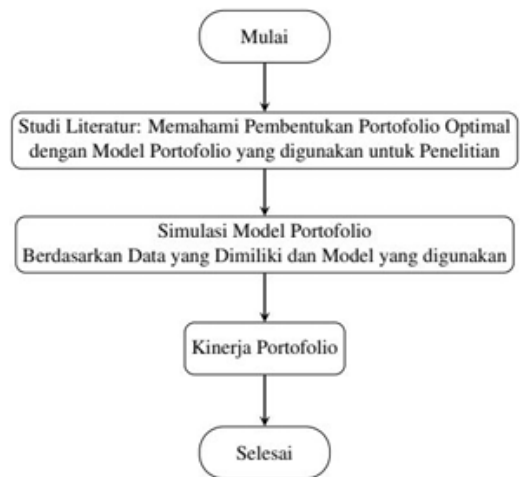 Mulai
Studi Literatur: Memahami Pembentukan Portofolio Optimal
dengan Model Portofolio yang digunakan untuk Penelitian
Simulasi Model Portofolio
Berdasarkan Data yang Dimiliki dan Model yang digunakan
Kinerja Portofolio
Selesai